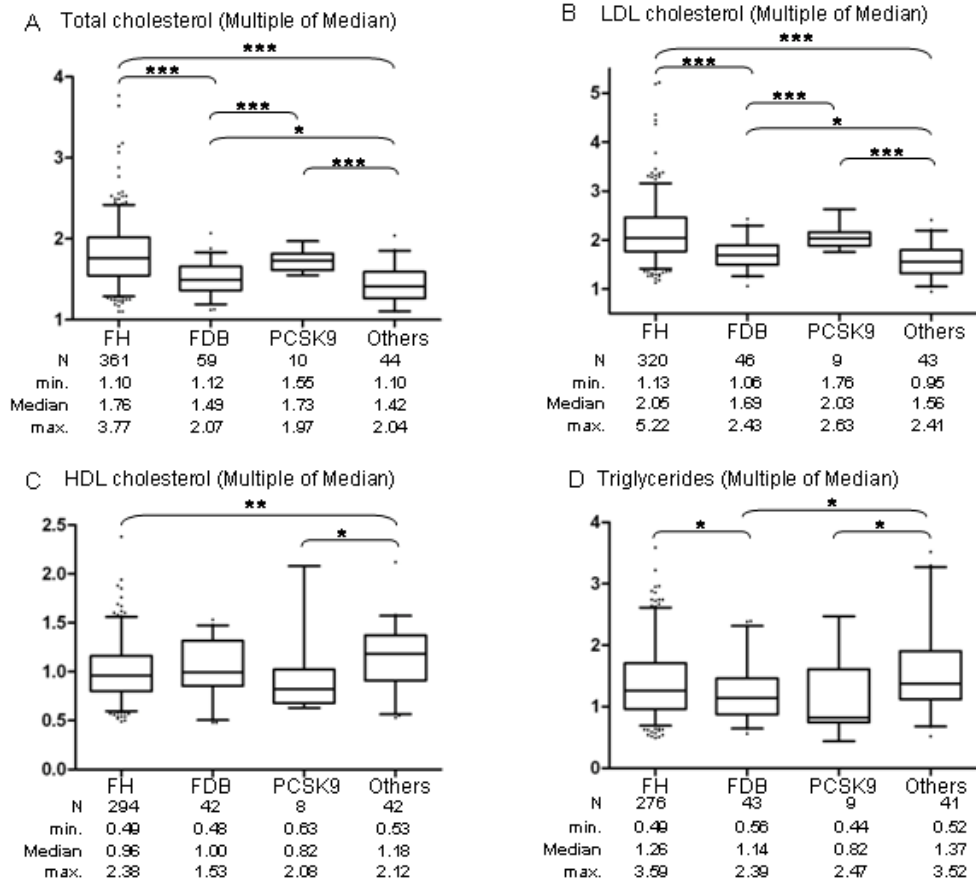 A Total cholesterol (Multiple of Median)
***
***
***
*
***
4
3
2
1
FH FDB PCSK9 Others
N 361 59 10 44
min. 1.10 1.12 1.55 1.10
Median 1.76 1.49 1.73 1.42
max. 3.77 2.07 1.97 2.04
B LDL cholesterol (Multiple of Median)
***
***
***
*
***
5
4
3
2
1
FH FDB PCSK9 Others
N 320 46 9 43
min. 1.13 1.06 1.76 0.95
Median 2.05 1.69 2.03 1.56
max. 5.22 2.43 2.63 2.41
C HDL cholesterol (Multiple of Median)
**
*
2.5
2.0
1.5
1.0
0.5
0.0
FH FDB PCSK9 Others
N 294 42 8 42
min. 0.49 0.48 0.63 0.53
Median 0.96 1.00 0.82 1.18
max. 2.38 1.53 2.08 2.12
D Triglycerides (Multiple of Median)
*
*
*
4
3
2
1
0
FH FDB PCSK9 Others
N 276 43 9 41
min. 0.49 0.56 0.44 0.52
Median 1.26 1.14 0.82 1.37
max. 3.59 2.39 2.47 3.52